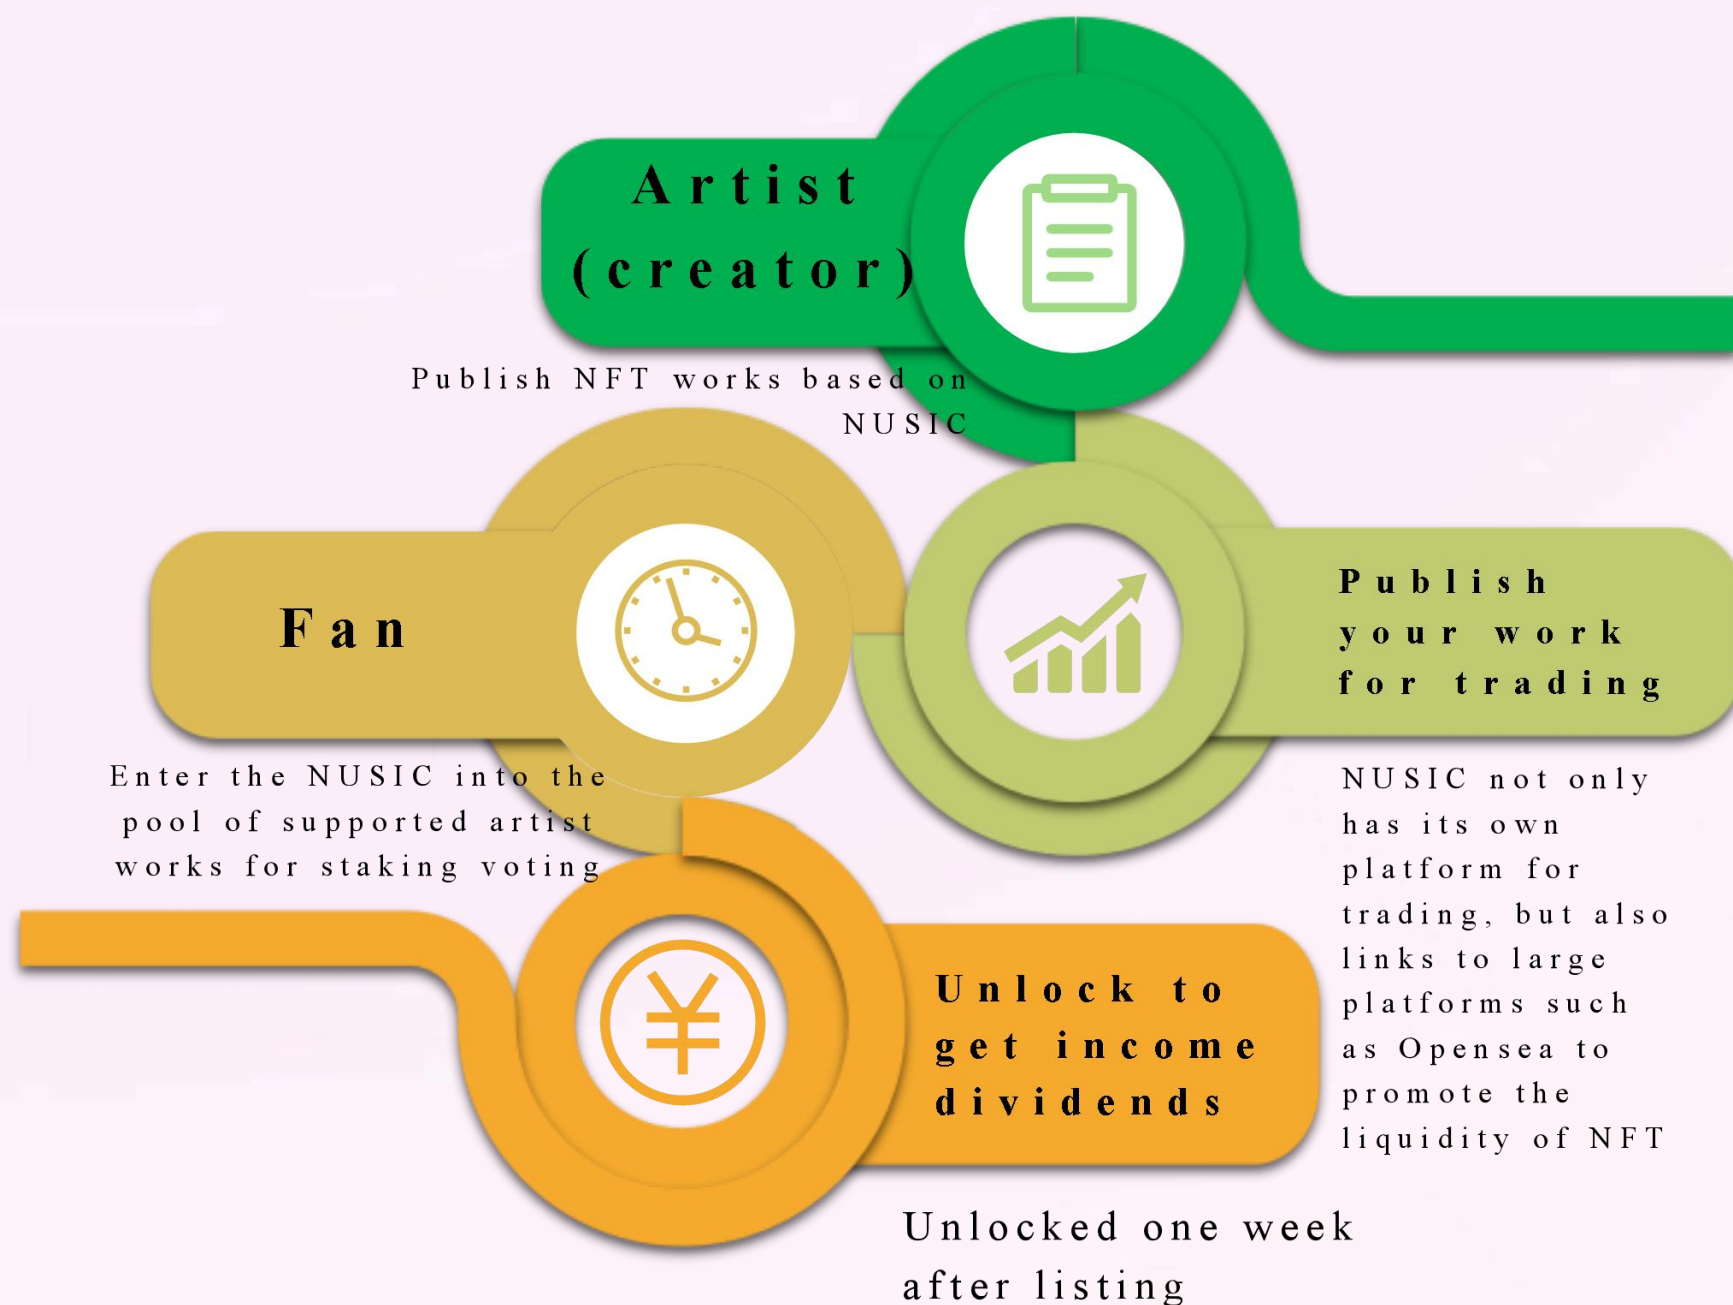 Artist
(creator)
Publish NFT works based on
NUSIC
Fan
Enter the NUSIC into the
pool of supported artist
works for staking voting
Publish
your work
for trading
NUSIC not only
has its own
platform for
trading, but also
links to large
platforms such
as Opensea to
promote the
liquidity of NFT
¥
Unlock to
get income
dividends
Unlocked one week
after listing